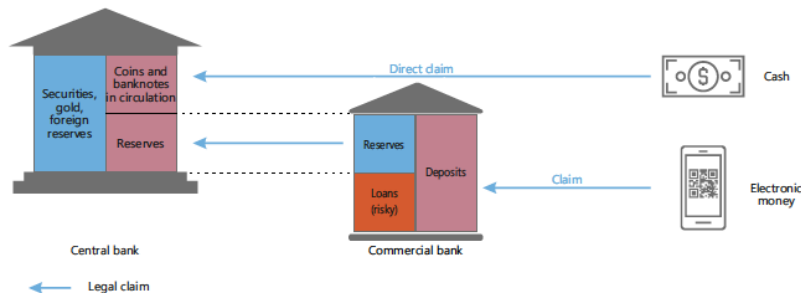 Securities,
gold,
foreign
reserves
Coins and
banknotes
in circulation
Reserves
Direct claim
Cash
$
Reserves
Loans
(risky)
Deposits
Claim
Electronic
money
Central bank
Commercial bank
Legal claim